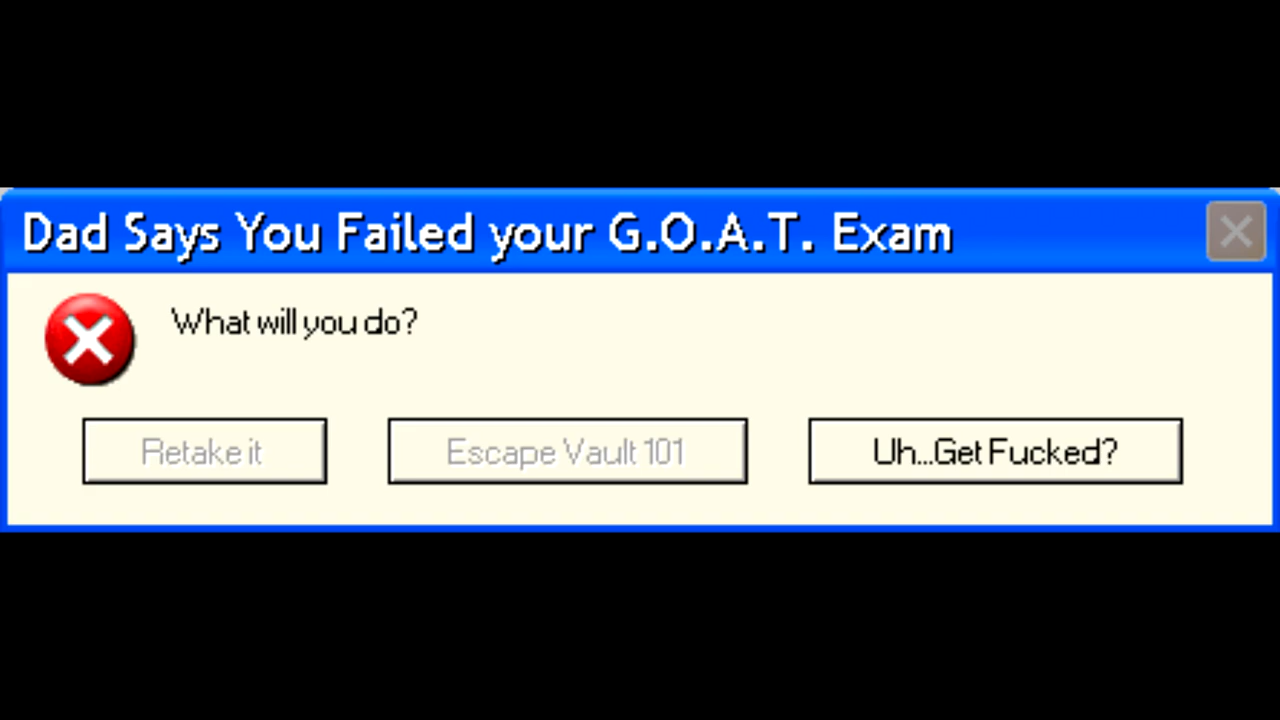 Dad Says You Failed your G.O.A.T. Exam
What will you do?
Retake it
Escape Vault 101
Uh...Get Fucked?